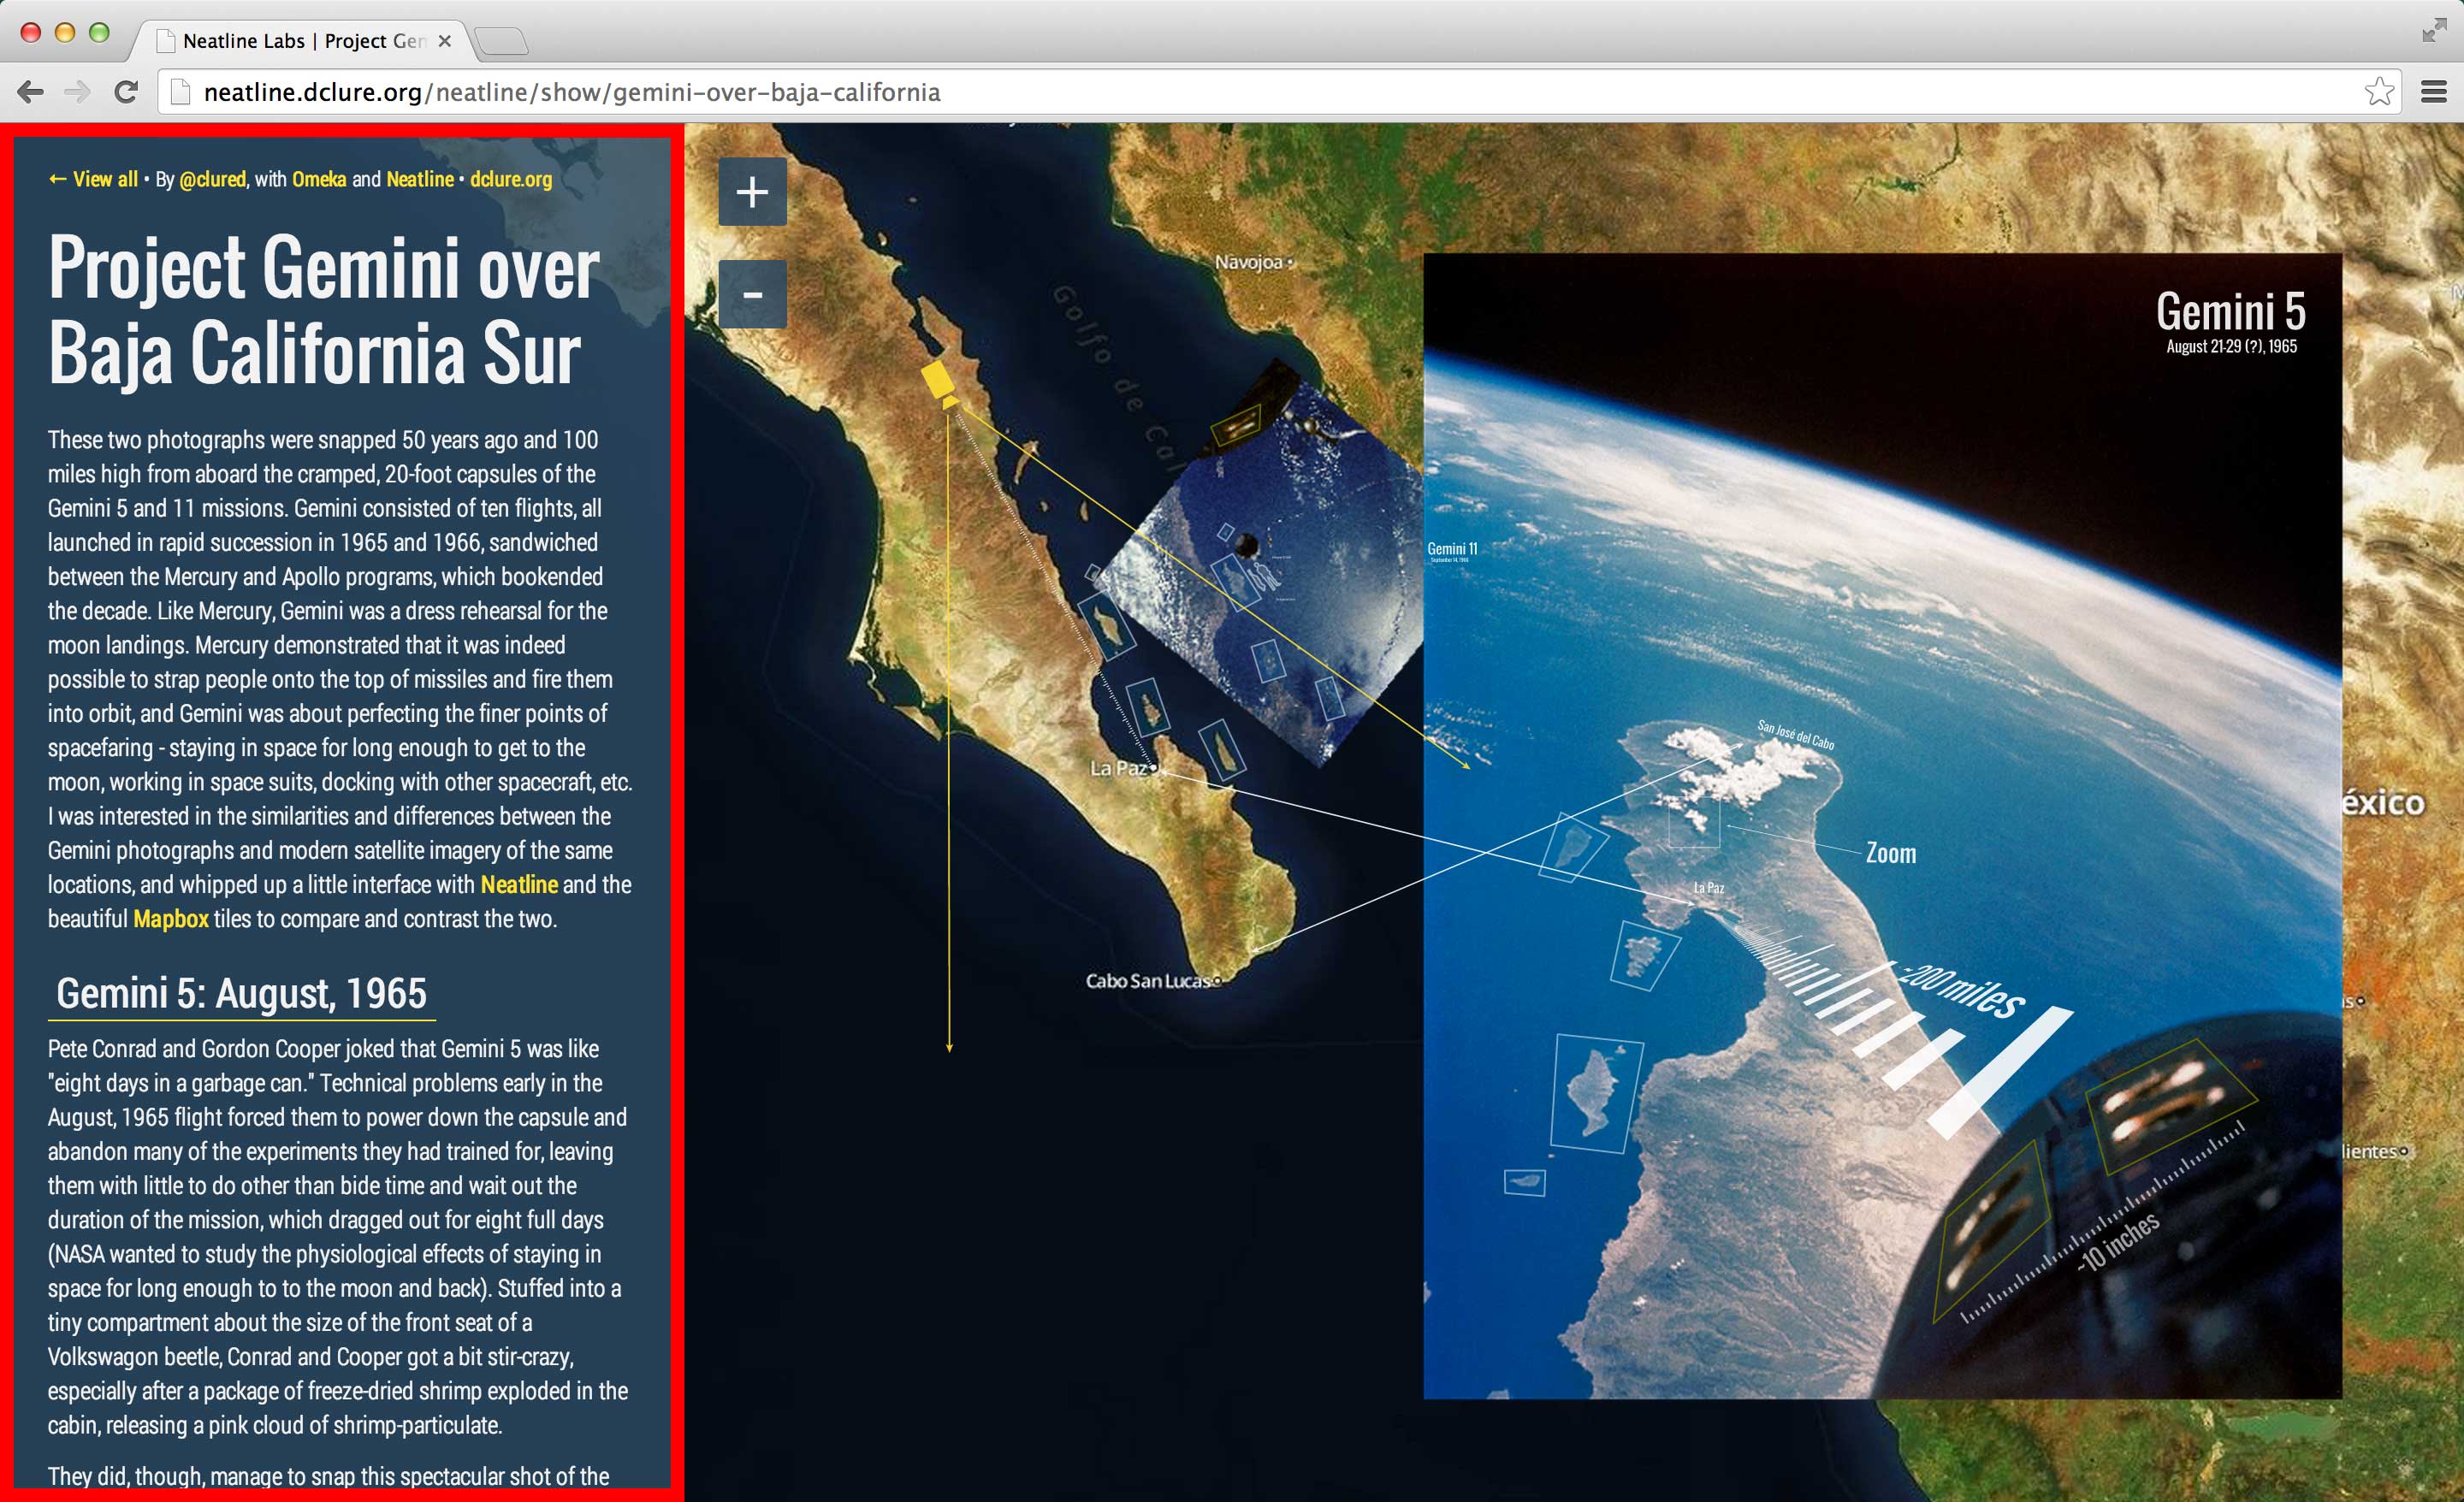 Neatline Labs | Project Gen
neatline.dclure.org/neatline/show/gemini-over-baja-california
← View all • By @clured, with Omeka and Neatline • dclure.org
Project Gemini over
Baja California Sur
These two photographs were snapped 50 years ago and 100
miles high from aboard the cramped, 20-foot capsules of the
Gemini 5 and 11 missions. Gemini consisted of ten flights, all
launched in rapid succession in 1965 and 1966, sandwiched
between the Mercury and Apollo programs, which bookended
the decade. Like Mercury, Gemini was a dress rehearsal for the
moon landings. Mercury demonstrated that it was indeed
possible to strap people onto the top of missiles and fire them
into orbit, and Gemini was about perfecting the finer points of
spacefaring - staying in space for long enough to get to the
moon, working in space suits, docking with other spacecraft, etc.
I was interested in the similarities and differences between the
Gemini photographs and modern satellite imagery of the same
locations, and whipped up a little interface with Neatline and the
beautiful Mapbox tiles to compare and contrast the two.
Gemini 5: August, 1965
Pete Conrad and Gordon Cooper joked that Gemini 5 was like
"eight days in a garbage can." Technical problems early in the
August, 1965 flight forced them to power down the capsule and
abandon many of the experiments they had trained for, leaving
them with little to do other than bide time and wait out the
duration of the mission, which dragged out for eight full days
(NASA wanted to study the physiological effects of staying in
space for long enough to to the moon and back). Stuffed into a
tiny compartment about the size of the front seat of a
Volkswagon beetle, Conrad and Cooper got a bit stir-crazy,
especially after a package of freeze-dried shrimp exploded in the
cabin, releasing a pink cloud of shrimp-particulate.
They did, though, manage to snap this spectacular shot of the
+
-
Navojoa
Golfo de Cal
La Paz
Cabo San Lucas
Gemini 5
August 21-29 (?), 1965
Gemini 11
September 14, 1966
San José del Cabo
Zoom
La Paz
~200 miles
~10 inches
éxico
s
lientes